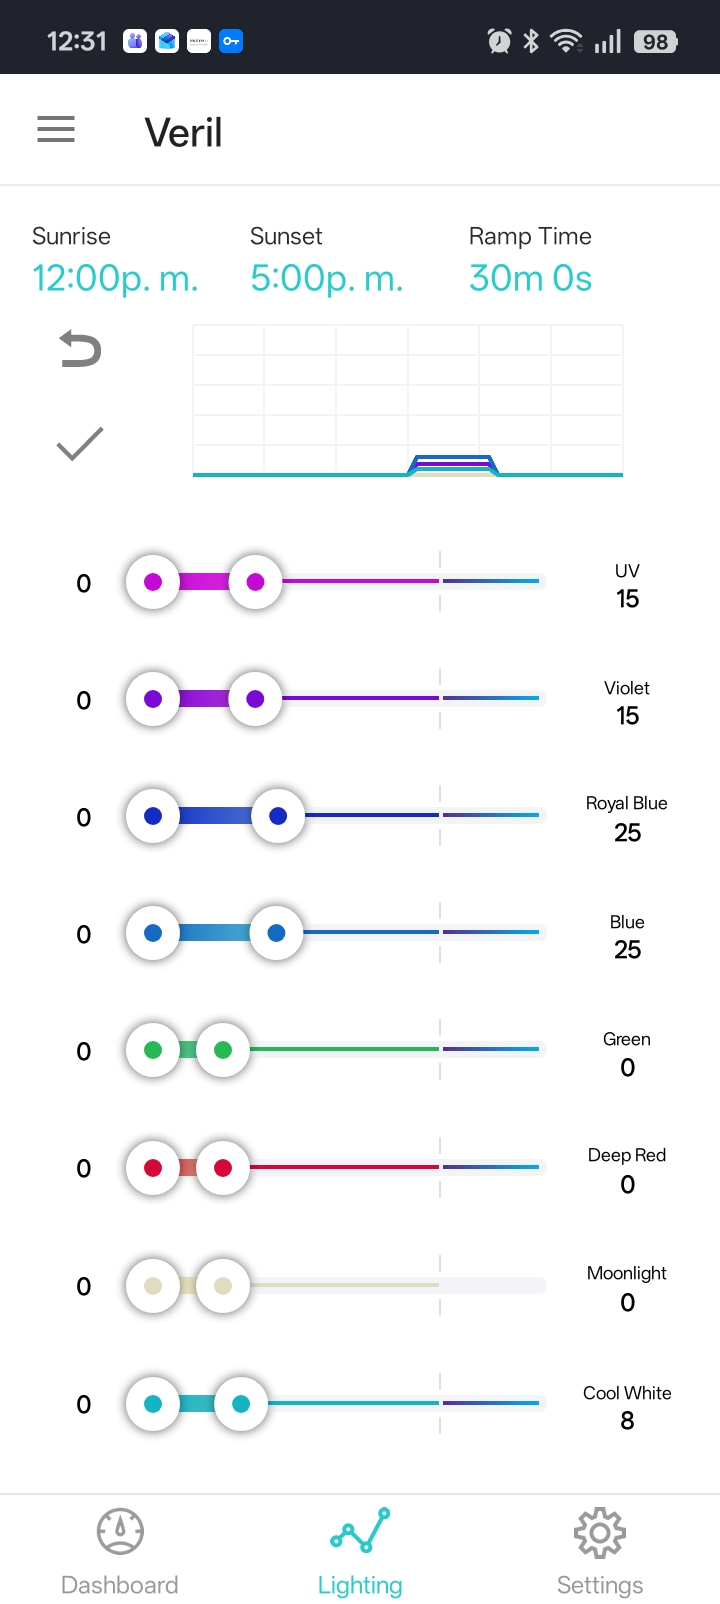 12:31
98
Veril
Sunrise
Sunset
Ramp Time
12:00p. m.
5:00p. m.
30m 0s
0
UV
15
0
Violet
15
0
Royal Blue
25
0
Blue
25
0
Green
0
0
Deep Red
0
0
Moonlight
0
0
Cool White
8
Dashboard
Lighting
Settings